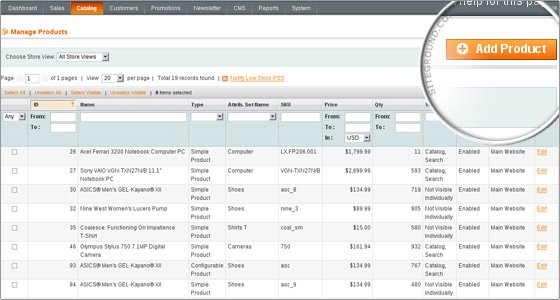 Dashboard Sales Catalog Customers Promotions Newsletter CMS Reports System
help for this pa
Manage Products
Add Product
SITEGROUND.CO
Choose Store View: All Store Views
Page 1 of 1 pages | View 20 per page | Total 19 records found | Notify Low Stock RSS
Select All | Unselect All | Select Visible | Unselect Visible | 0 items selected
ID Name Type Attrib. Set Name SKU Price Qty
Any From: From: From:
To: To: To:
In: USD
26 Acer Ferrari 3200 Notebook Computer PC Simple Product Computer LX.FR206.001 $1,799.99 11 Catalog, Search Enabled Main Website Edit
27 Sony VAIO VGN-TXN27N/B 11.1" Notebook PC Simple Product Computer VGN-TXN27N/B $2,699.99 593 Catalog, Search Enabled Main Website Edit
30 ASICS® Men's GEL-Kayano® XII Simple Product Shoes asc_8 $134.99 719 Not Visible Individually Enabled Main Website Edit
32 Nine West Women's Lucero Pump Simple Product Shoes nine_3 $89.99 805 Not Visible Individually Enabled Main Website Edit
35 Coalesce: Functioning On Impatience T-Shirt Simple Product Shirts T coal_sm $15.00 580 Not Visible Individually Enabled Main Website Edit
46 Olympus Stylus 750 7.1MP Digital Camera Simple Product Cameras 750 $161.94 932 Catalog, Search Enabled Main Website Edit
93 ASICS® Men's GEL-Kayano® XII Configurable Product Shoes asc $134.99 767 Catalog, Search Enabled Main Website Edit
94 ASICS® Men's GEL-Kayano® XII Simple Product Shoes asc_9 $134.99 480 Not Visible Individually Enabled Main Website Edit